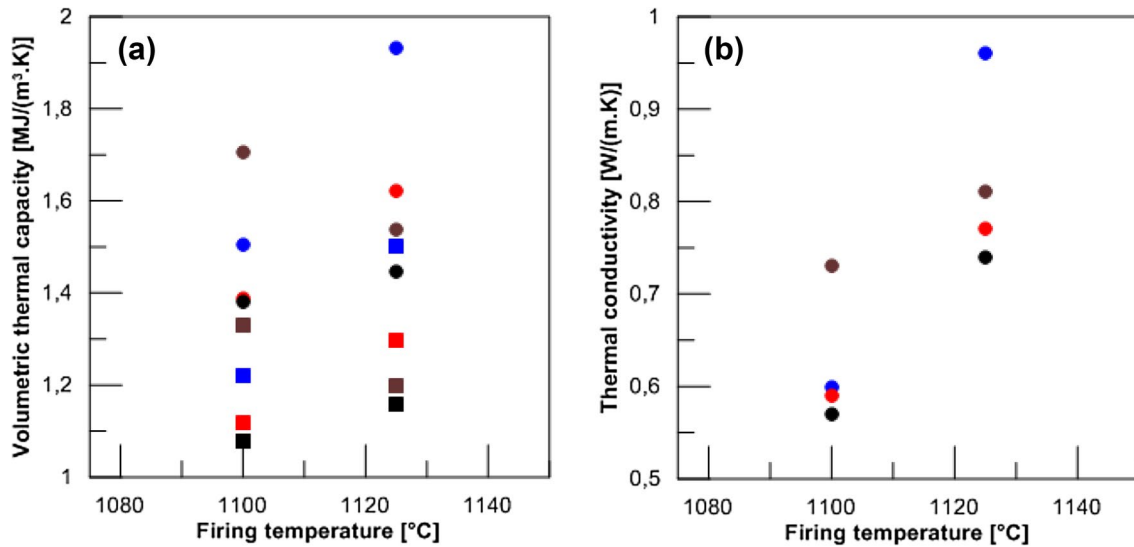 (a)
Volumetric thermal capacity [MJ/(m³.K)]
2
1,8
1,6
1,4
1,2
1
1080 1100 1120 1140
Firing temperature [°C]
(b)
Thermal conductivity [W/(m.K)]
1
0,9
0,8
0,7
0,6
0,5
1080 1100 1120 1140
Firing temperature [°C]